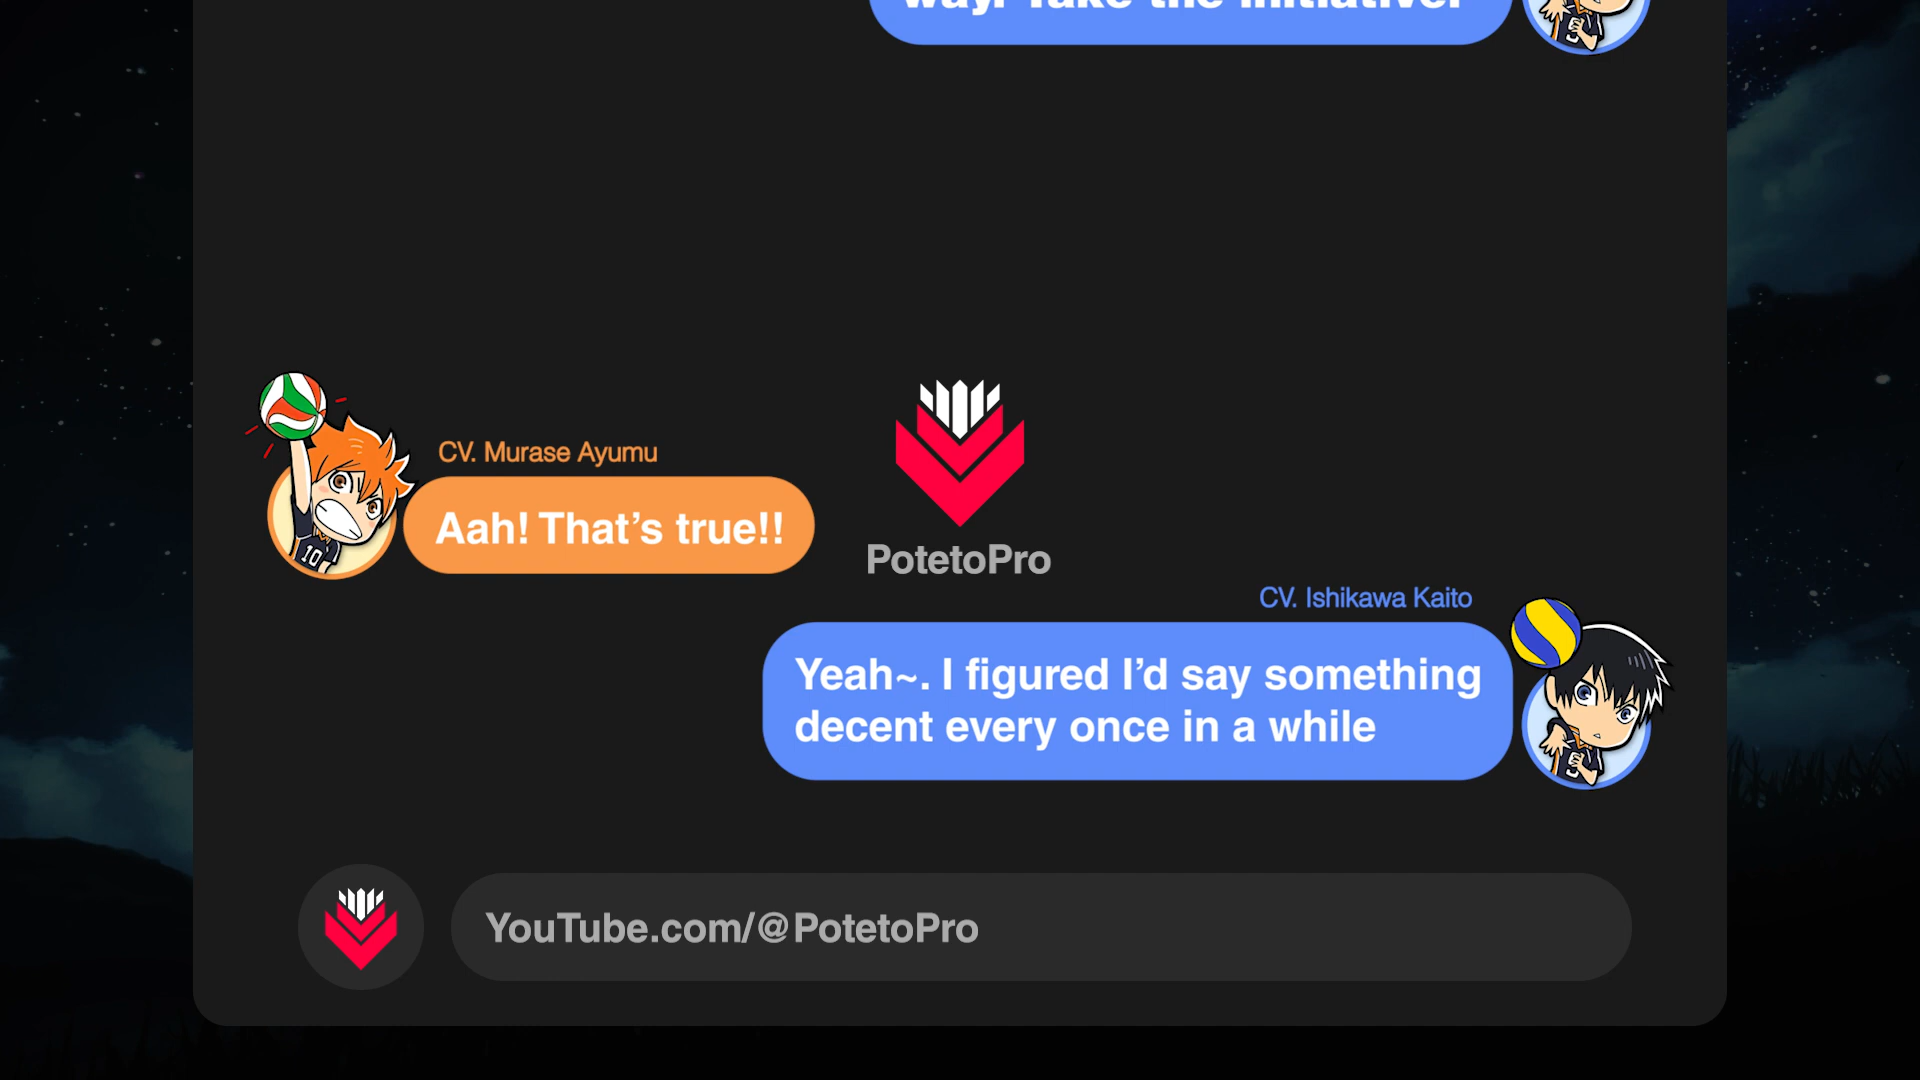 way! Take the initiative!
CV. Murase Ayumu
Aah! That’s true!!
10
PotetoPro
CV. Ishikawa Kaito
Yeah~. I figured I’d say something
decent every once in a while
YouTube.com/@PotetoPro